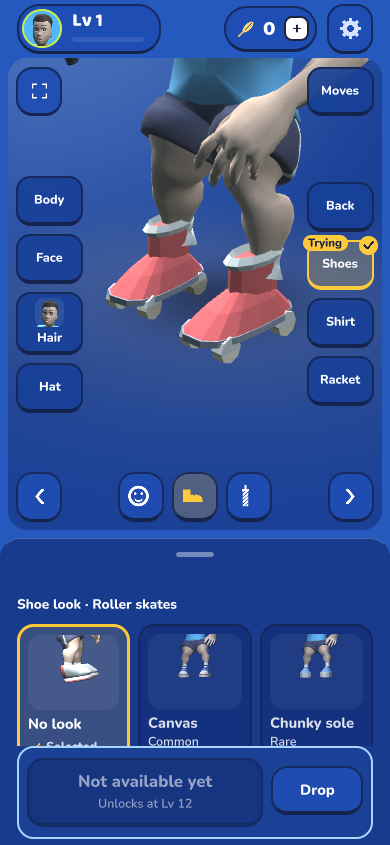 Lv 1
0
+
Moves
Body
Back
Trying
Face
Shoes
Hair
Shirt
Hat
Racket
Shoe look · Roller skates
No look
Canvas
Chunky sole
✓ Selected
Common
Rare
Not available yet
Unlocks at Lv 12
Drop